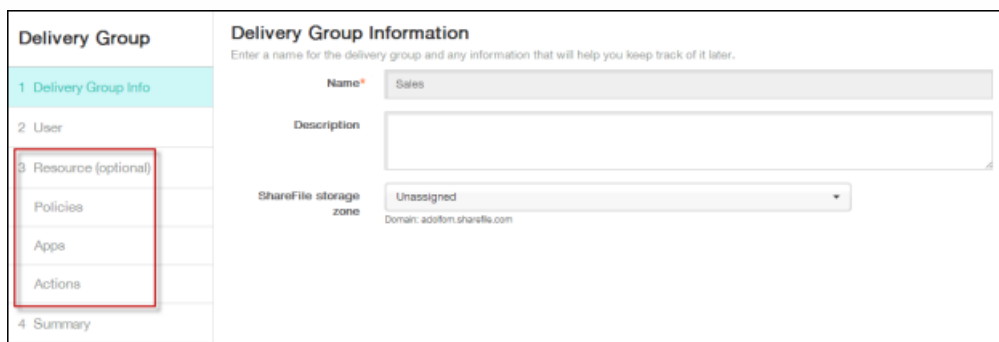 Delivery Group
1 Delivery Group Info
2 User
3 Resource (optional)
Policies
Apps
Actions
4 Summary
Delivery Group Information
Enter a name for the delivery group and any information that will help you keep track of it later.
Name*
Sales
Description
ShareFile storage
zone
Unassigned
Domain: adolfom.sharefile.com